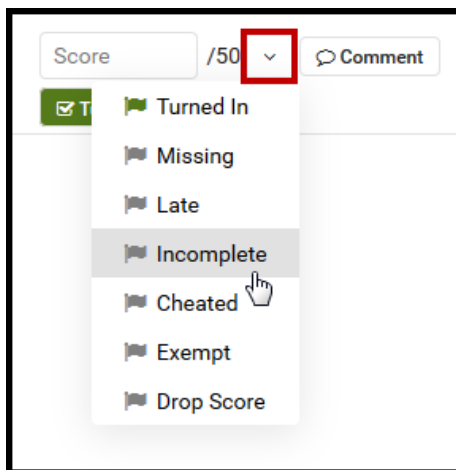 Score /50 Comment
Turned In
Missing
Late
Incomplete
Cheated
Exempt
Drop Score